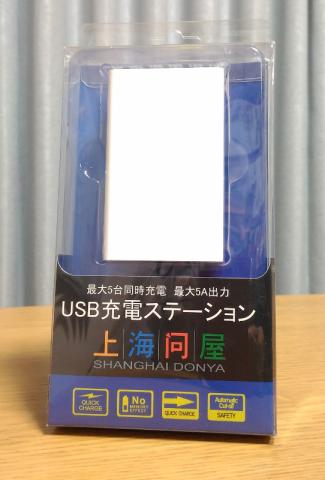 最大5台同時充電 最大5A出力
USB充電ステーション
上海问屋
SHANGHAI DONYA
QUICK CHARGE
No MEMORY EFFECT
QUICK CHARGE
Automatic Cut-off SAFETY